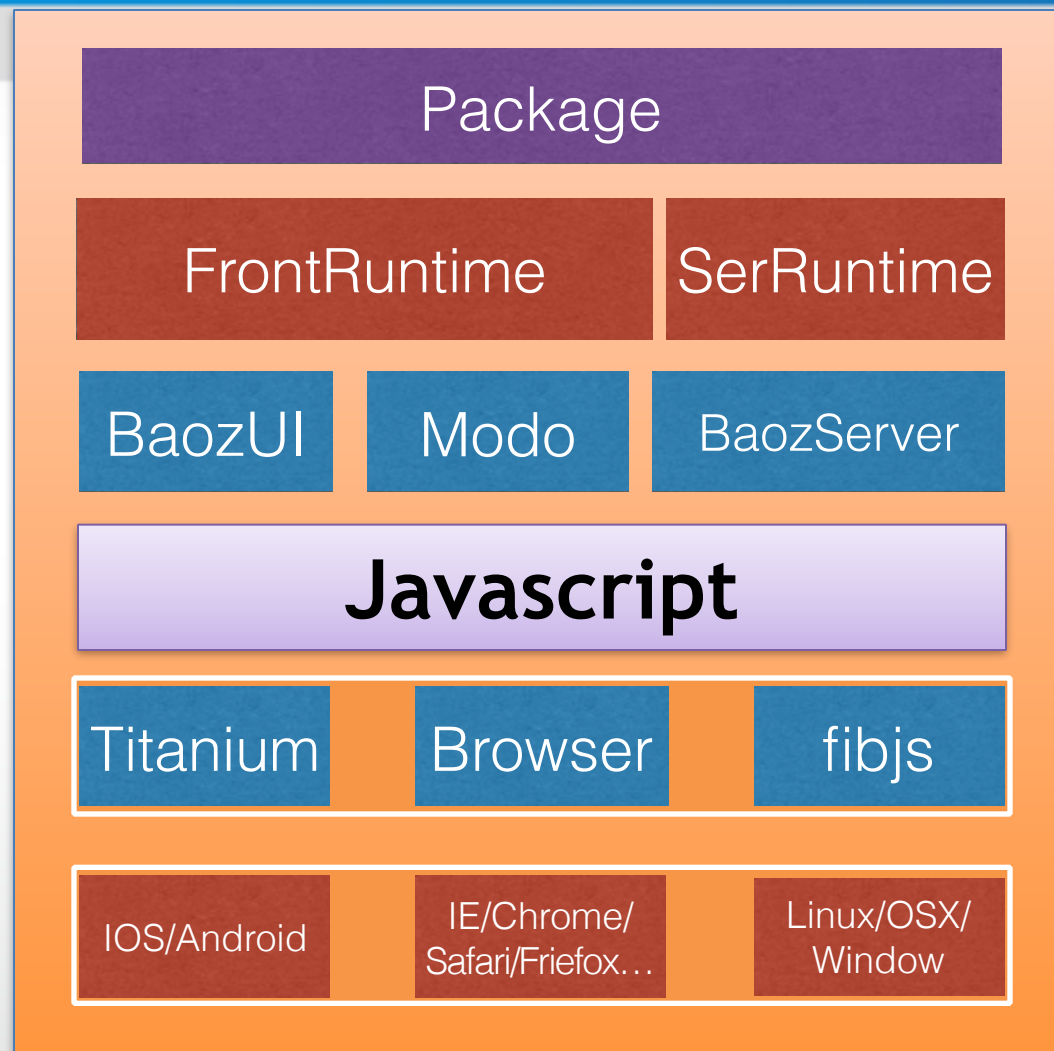 Package
FrontRuntime
SerRuntime
BaozUI
Modo
BaozServer
Javascript
Titanium
Browser
fibjs
IOS/Android
IE/Chrome/
Safari/Friefox…
Linux/OSX/
Window